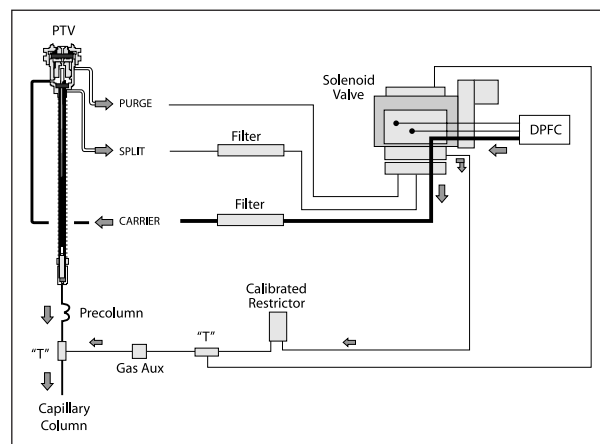 PTV
Solenoid
Valve
PURGE
DPFC
Filter
SPLIT
Filter
CARRIER
Calibrated
Restrictor
Precolumn
"T"
"T"
Gas Aux
Capillary
Column